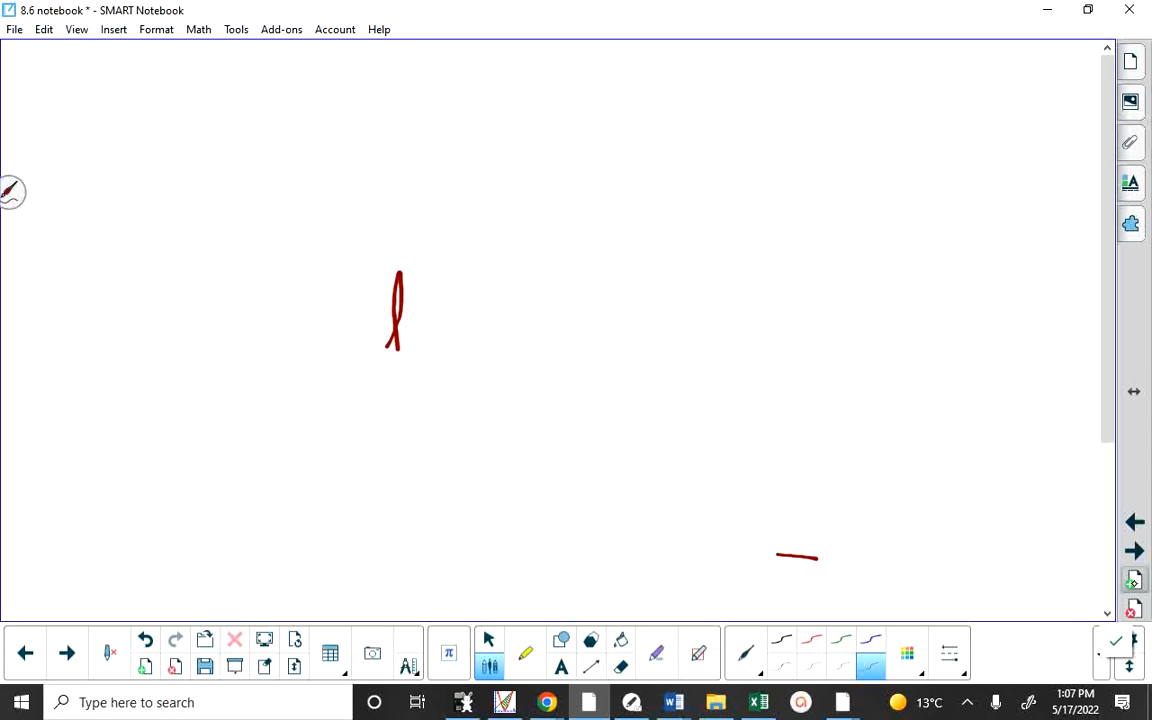 8.6 notebook * - SMART Notebook
File Edit View Insert Format Math Tools Add-ons Account Help
π
A
Type here to search
13°C
1:07 PM
5/17/2022